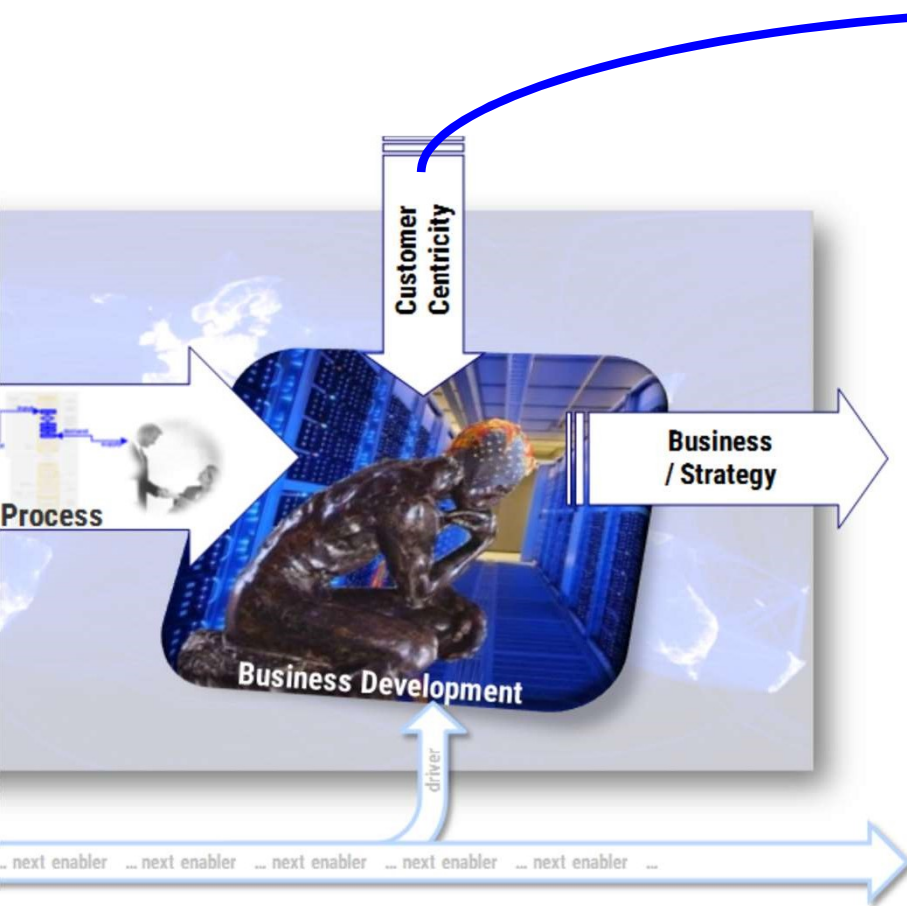 Customer
Centricity
Business
/ Strategy
Process
Business Development
driver
... next enabler ... next enabler ... next enabler ... next enabler ... next enabler ...